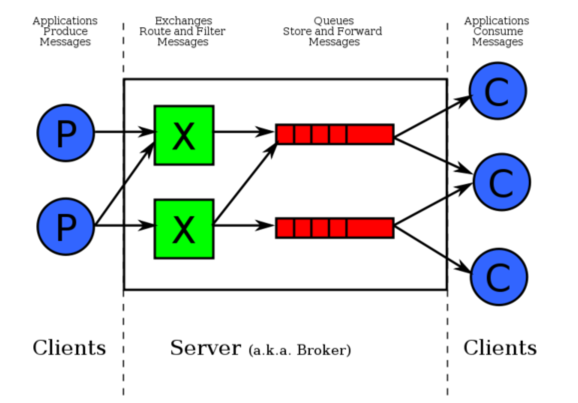 Applications
Produce
Messages
Exchanges
Route and Filter
Messages
Queues
Store and Forward
Messages
Applications
Consume
Messages
P
X
C
P
X
C
C
Clients
Server (a.k.a. Broker)
Clients